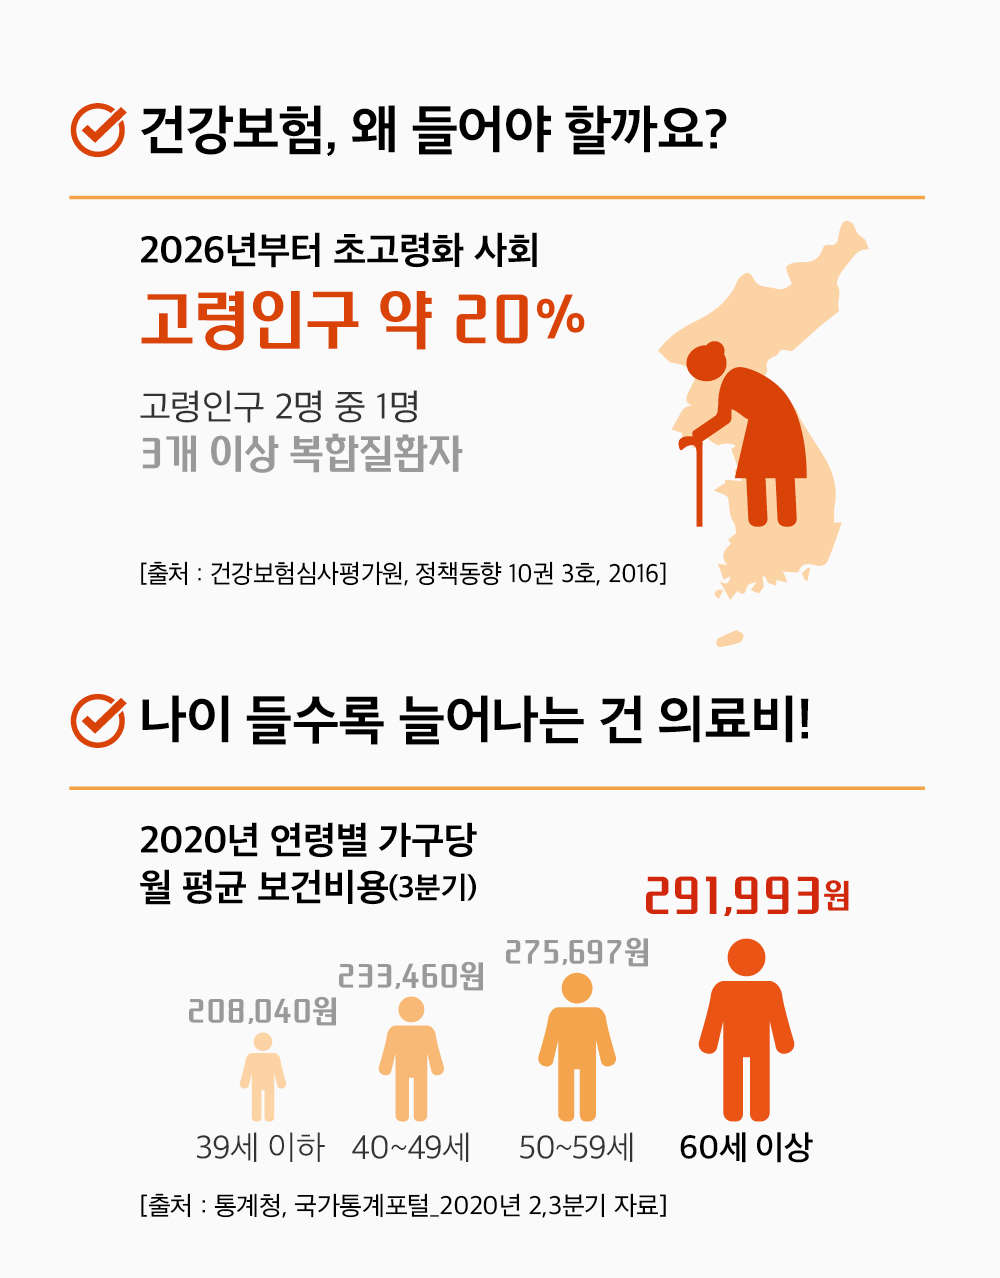 건강보험, 왜 들어야 할까요?
2026년부터 초고령화 사회
고령인구 약 20%
고령인구 2명 중 1명
3개 이상 복합질환자
[출처 : 건강보험심사평가원, 정책동향 10권 3호, 2016]
나이 들수록 늘어나는 건 의료비!
2020년 연령별 가구당
월 평균 보건비용(3분기)
208,040원
233,460원
275,697원
291,993원
39세 이하
40~49세
50~59세
60세 이상
[출처 : 통계청, 국가통계포털_2020년 2,3분기 자료]